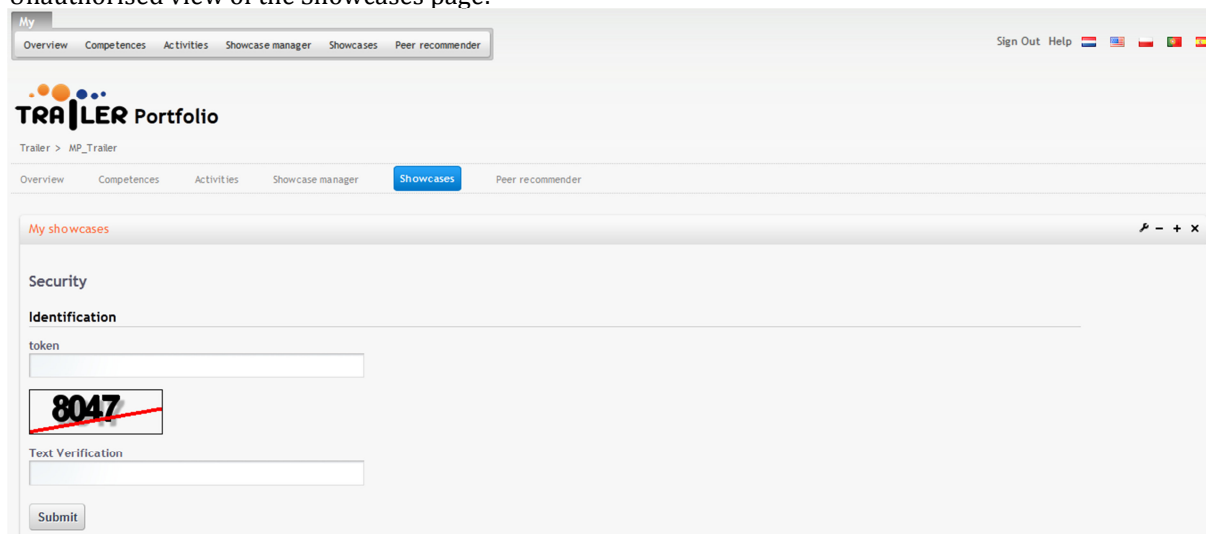 Unauthorised view of the Showcases page:
My
Overview Competences Activities Showcase manager Showcases Peer recommender
Sign Out Help
TRAILER Portfolio
Trailer > MP_Trailer
Overview Competences Activities Showcase manager Showcases Peer recommender
My showcases
Security
Identification
token
8047
Text Verification
Submit